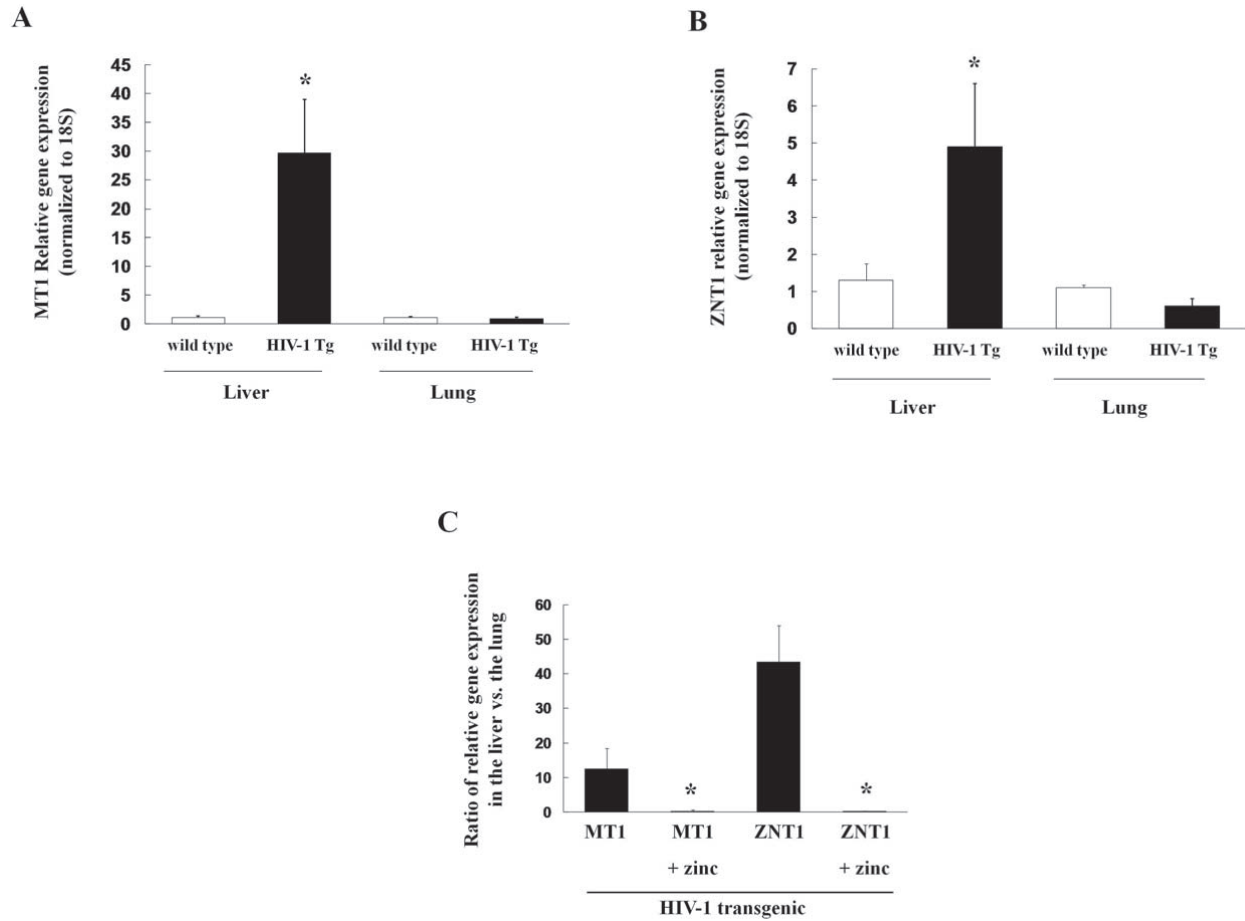 A
MT1 Relative gene expression
(normalized to 18S)
45
40
35
30
25
20
15
10
5
0
*
wild type HIV-1 Tg wild type HIV-1 Tg
Liver Lung
B
ZNT1 relative gene expression
(normalized to 18S)
7
6
5
4
3
2
1
0
*
wild type HIV-1 Tg wild type HIV-1 Tg
Liver Lung
C
Ratio of relative gene expression
in the liver vs. the lung
60
50
40
30
20
10
0
* *
MT1 MT1 ZNT1 ZNT1
+ zinc + zinc
HIV-1 transgenic